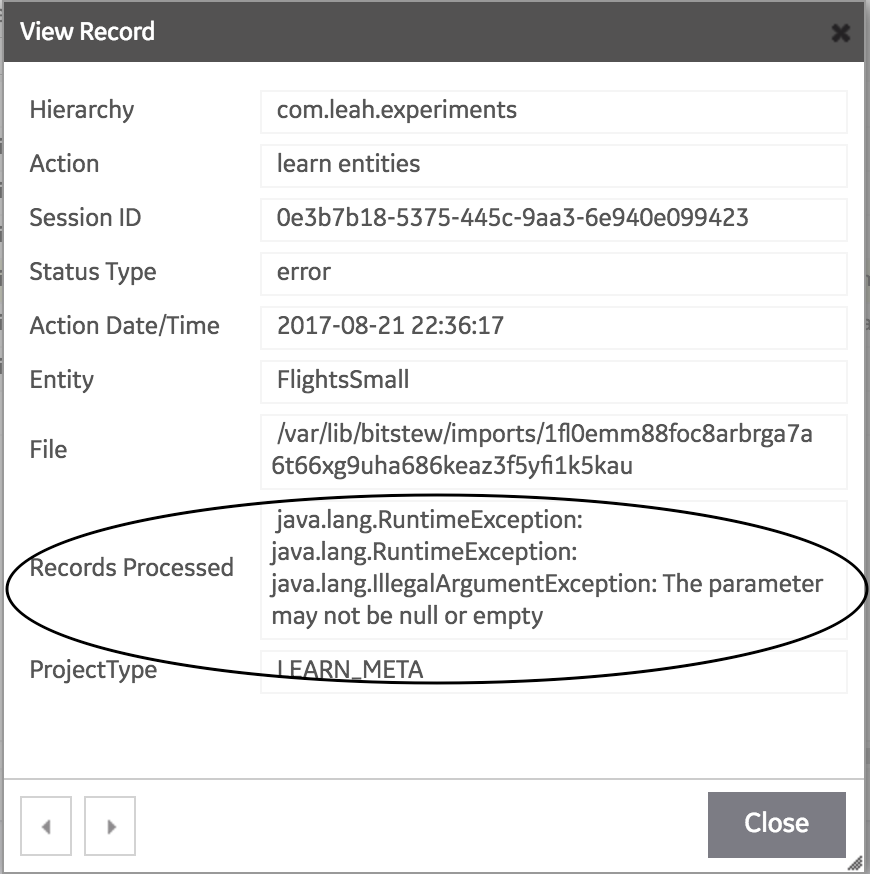 View Record
Hierarchy com.leah.experiments
Action learn entities
Session ID 0e3b7b18-5375-445c-9aa3-6e940e099423
Status Type error
Action Date/Time 2017-08-21 22:36:17
Entity FlightsSmall
File /var/lib/bitstew/imports/1fl0emm88foc8arbrga7a
6t66xg9uha686keaz3f5yfi1k5kau
Records Processed java.lang.RuntimeException:
java.lang.RuntimeException:
java.lang.IllegalArgumentException: The parameter
may not be null or empty
ProjectType LEARN_META
Close